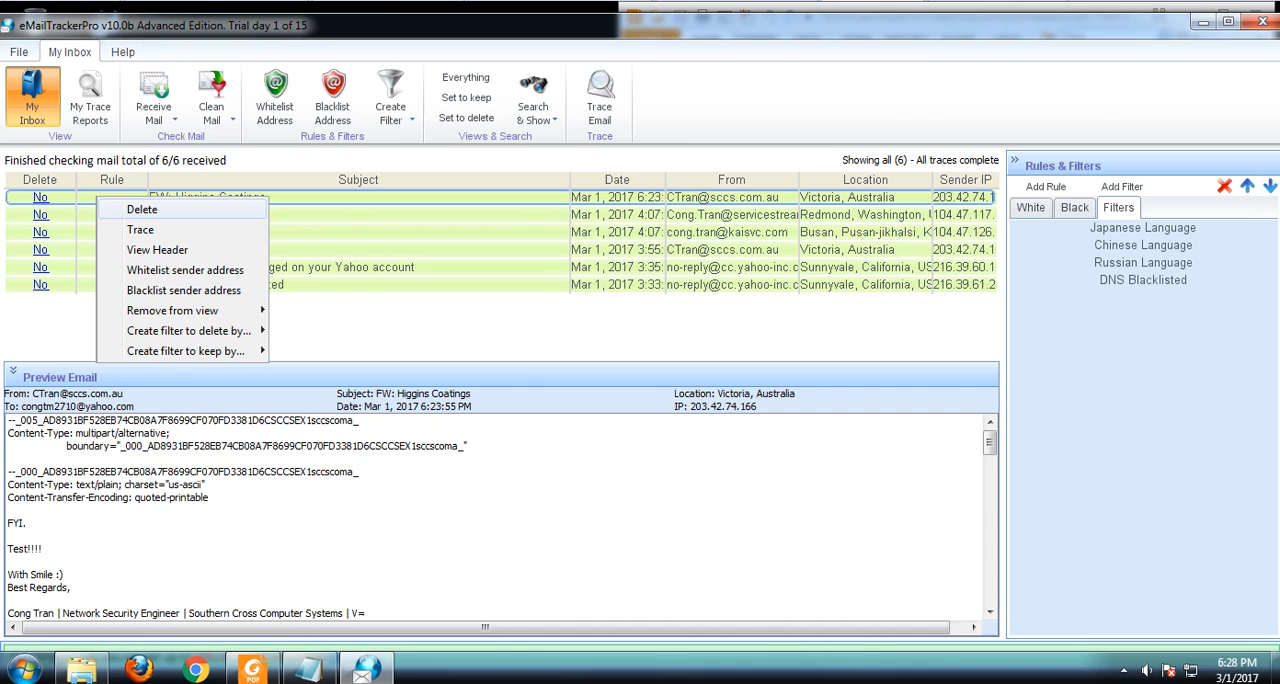 eMailTrackerPro v10.0b Advanced Edition. Trial day 1 of 15
File My Inbox Help
My Inbox
My Trace Reports
Receive Mail
Clean Mail
Whitelist Address
Blacklist Address
Create Filter
Everything
Set to keep
Set to delete
Search & Show
Trace Email
View Check Mail Rules & Filters Views & Search Trace
Finished checking mail total of 6/6 received
Showing all (6) - All traces complete
Delete Rule Subject Date From Location Sender IP
No FW: Higgins Coatings Mar 1, 2017 6:23: CTran@sccs.com.au Victoria, Australia 203.42.74.1
No Mar 1, 2017 4:07: Cong.Tran@servicestrea Redmond, Washington, 104.47.117.
No Mar 1, 2017 4:07: cong.tran@kaisvc.com Busan, Pusan-jikhalsi, K 104.47.126.
No Mar 1, 2017 3:55: CTran@sccs.com.au Victoria, Australia 203.42.74.1
No ged on your Yahoo account Mar 1, 2017 3:35: no-reply@cc.yahoo-inc.c Sunnyvale, California, US 216.39.60.1
No ed Mar 1, 2017 3:33: no-reply@cc.yahoo-inc.c Sunnyvale, California, US 216.39.61.2
Delete
Trace
View Header
Whitelist sender address
Blacklist sender address
Remove from view
Create filter to delete by...
Create filter to keep by...
Rules & Filters
Add Rule Add Filter
White Black Filters
Japanese Language
Chinese Language
Russian Language
DNS Blacklisted
Preview Email
From: CTran@sccs.com.au Subject: FW: Higgins Coatings Location: Victoria, Australia
To: congtm2710@yahoo.com Date: Mar 1, 2017 6:23:55 PM IP: 203.42.74.166
--_005_AD8931BF528EB74CB08A7F8699CF070FD3381D6CSCCSEX1sccscoma_
Content-Type: multipart/alternative;
boundary="_000_AD8931BF528EB74CB08A7F8699CF070FD3381D6CSCCSEX1sccscoma_"
--_000_AD8931BF528EB74CB08A7F8699CF070FD3381D6CSCCSEX1sccscoma_
Content-Type: text/plain; charset="us-ascii"
Content-Transfer-Encoding: quoted-printable
FYI.
Test!!!!
With Smile :)
Best Regards,
Cong Tran | Network Security Engineer | Southern Cross Computer Systems | V=
PDF
6:28 PM
3/1/2017